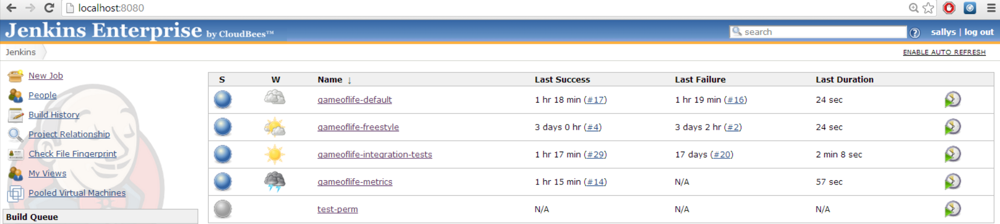 localhost:8080
Jenkins Enterprise by CloudBees™ search ? sallys | log out
Jenkins ENABLE AUTO REFRESH
New Job
People
Build History
Project Relationship
Check File Fingerprint
My Views
Pooled Virtual Machines
Build Queue
S W Name ↓ Last Success Last Failure Last Duration
gameoflife-default 1 hr 18 min (#17) 1 hr 19 min (#16) 24 sec
gameoflife-freestyle 3 days 0 hr (#4) 3 days 2 hr (#2) 24 sec
gameoflife-integration-tests 1 hr 17 min (#29) 17 days (#20) 2 min 8 sec
gameoflife-metrics 1 hr 15 min (#14) N/A 57 sec
test-perm N/A N/A N/A